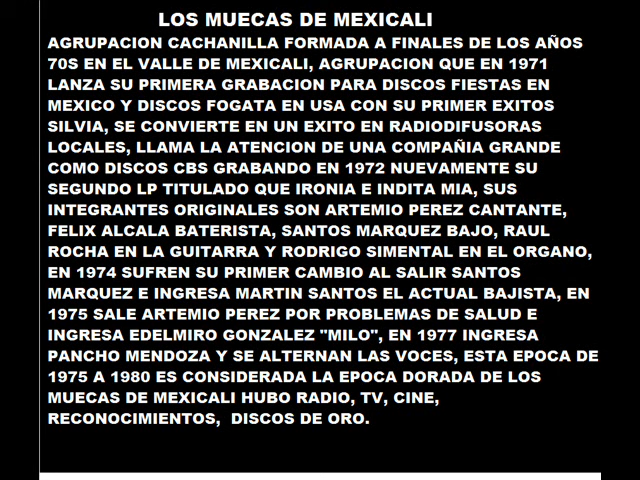 LOS MUECAS DE MEXICALI
AGRUPACION CACHANILLA FORMADA A FINALES DE LOS AÑOS
70S EN EL VALLE DE MEXICALI, AGRUPACION QUE EN 1971
LANZA SU PRIMERA GRABACION PARA DISCOS FIESTAS EN
MEXICO Y DISCOS FOGATA EN USA CON SU PRIMER EXITOS
SILVIA, SE CONVIERTE EN UN EXITO EN RADIODIFUSORAS
LOCALES, LLAMA LA ATENCION DE UNA COMPAÑIA GRANDE
COMO DISCOS CBS GRABANDO EN 1972 NUEVAMENTE SU
SEGUNDO LP TITULADO QUE IRONIA E INDITA MIA, SUS
INTEGRANTES ORIGINALES SON ARTEMIO PEREZ CANTANTE,
FELIX ALCALA BATERISTA, SANTOS MARQUEZ BAJO, RAUL
ROCHA EN LA GUITARRA Y RODRIGO SIMENTAL EN EL ORGANO,
EN 1974 SUFREN SU PRIMER CAMBIO AL SALIR SANTOS
MARQUEZ E INGRESA MARTIN SANTOS EL ACTUAL BAJISTA, EN
1975 SALE ARTEMIO PEREZ POR PROBLEMAS DE SALUD E
INGRESA EDELMIRO GONZALEZ "MILO", EN 1977 INGRESA
PANCHO MENDOZA Y SE ALTERNAN LAS VOCES, ESTA EPOCA DE
1975 A 1980 ES CONSIDERADA LA EPOCA DORADA DE LOS
MUECAS DE MEXICALI HUBO RADIO, TV, CINE,
RECONOCIMIENTOS,  DISCOS DE ORO.